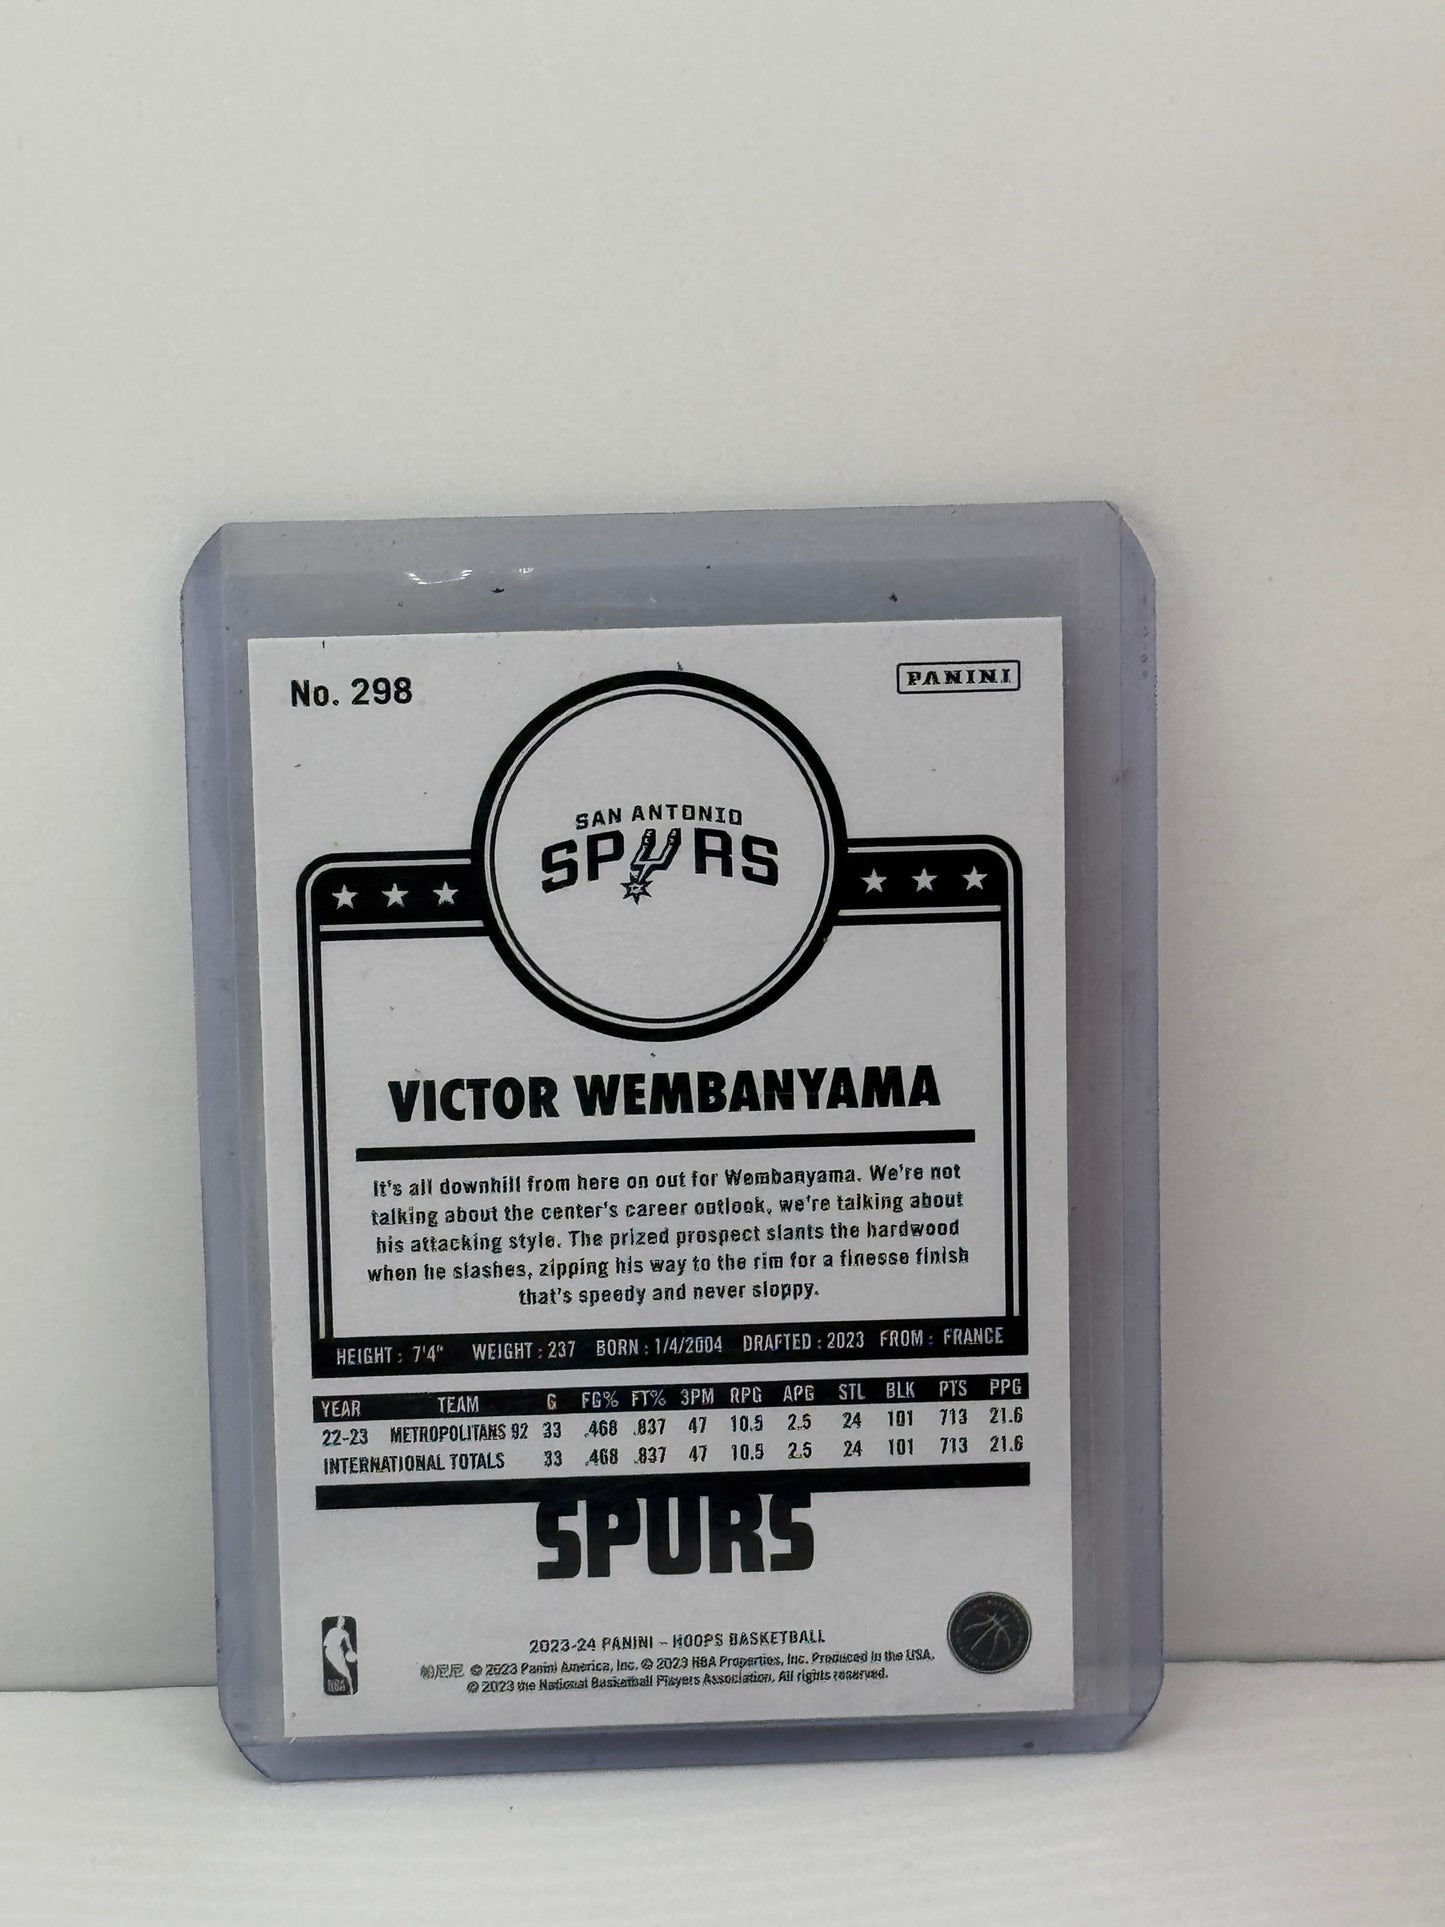 No. 298
PANINI
SAN ANTONIO
SPURS
VICTOR WEMBANYAMA
It's all downhill from here on out for Wembanyama. We're not
talking about the center's career outlook, we're talking about
his attacking style. The prized prospect slants the hardwood
when he slashes, zipping his way to the rim for a finesse finish
that's speedy and never sloppy.
HEIGHT: 7'4" WEIGHT: 237 BORN: 1/4/2004 DRAFTED: 2023 FROM: FRANCE
YEAR TEAM G FG% FT% 3PM RPG APG STL BLK PTS PPG
22-23 METROPOLITANS 92 33 .468 .837 47 10.5 2.5 24 101 713 21.6
INTERNATIONAL TOTALS 33 .468 .837 47 10.5 2.5 24 101 713 21.6
SPURS
2023-24 PANINI - HOOPS BASKETBALL
帕尼尼 © 2023 Panini America, Inc. © 2023 NBA Properties, Inc. Produced in the USA.
© 2023 the National Basketball Players Association. All rights reserved.
NBA